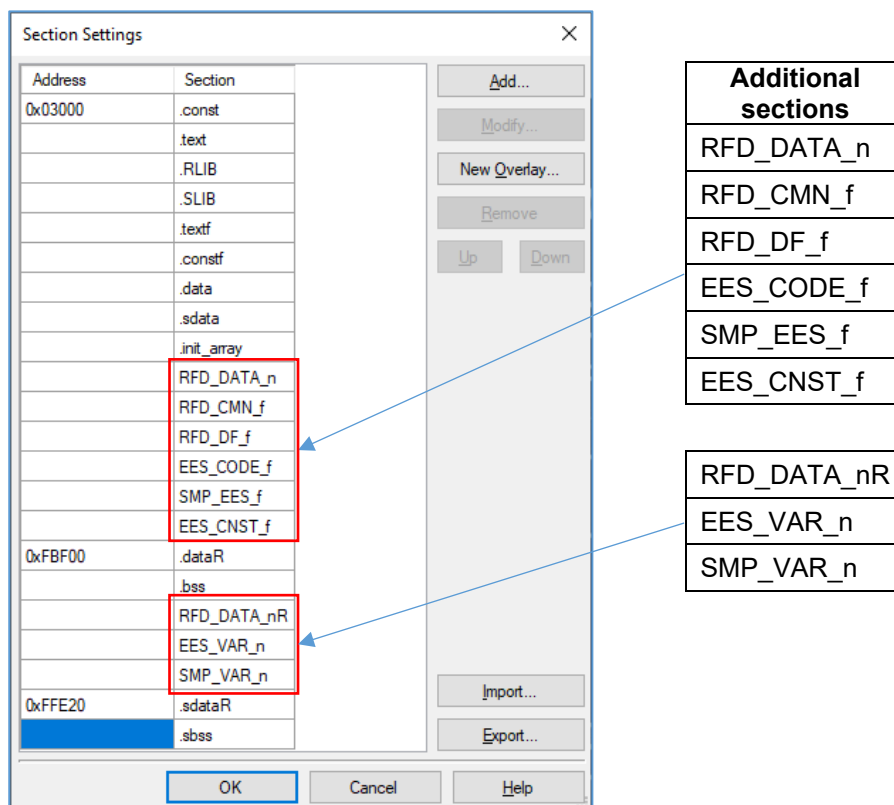 Section Settings
Address Section
0x03000 .const
.text
.RLIB
.SLIB
.textf
.constf
.data
.sdata
.init_array
RFD_DATA_n
RFD_CMN_f
RFD_DF_f
EES_CODE_f
SMP_EES_f
EES_CNST_f
0xFBF00 .dataR
.bss
RFD_DATA_nR
EES_VAR_n
SMP_VAR_n
0xFFE20 .sdataR
.sbss
Add...
Modify...
New Overlay...
Remove
Up Down
Import...
Export...
OK Cancel Help
Additional
sections
RFD_DATA_n
RFD_CMN_f
RFD_DF_f
EES_CODE_f
SMP_EES_f
EES_CNST_f
RFD_DATA_nR
EES_VAR_n
SMP_VAR_n